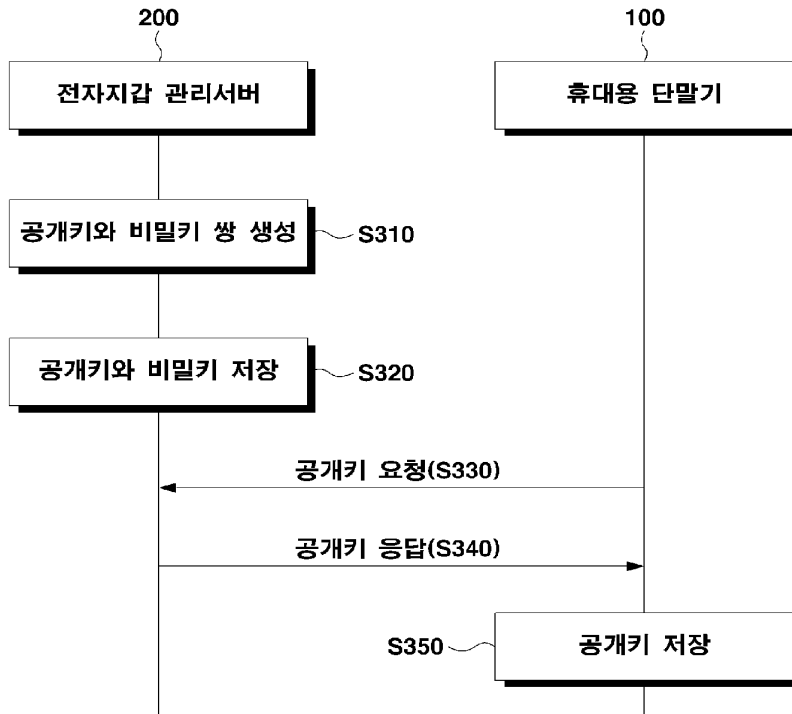 200
100
전자지갑 관리서버
휴대용 단말기
공개키와 비밀키 쌍 생성
S310
공개키와 비밀키 저장
S320
공개키 요청(S330)
공개키 응답(S340)
S350
공개키 저장